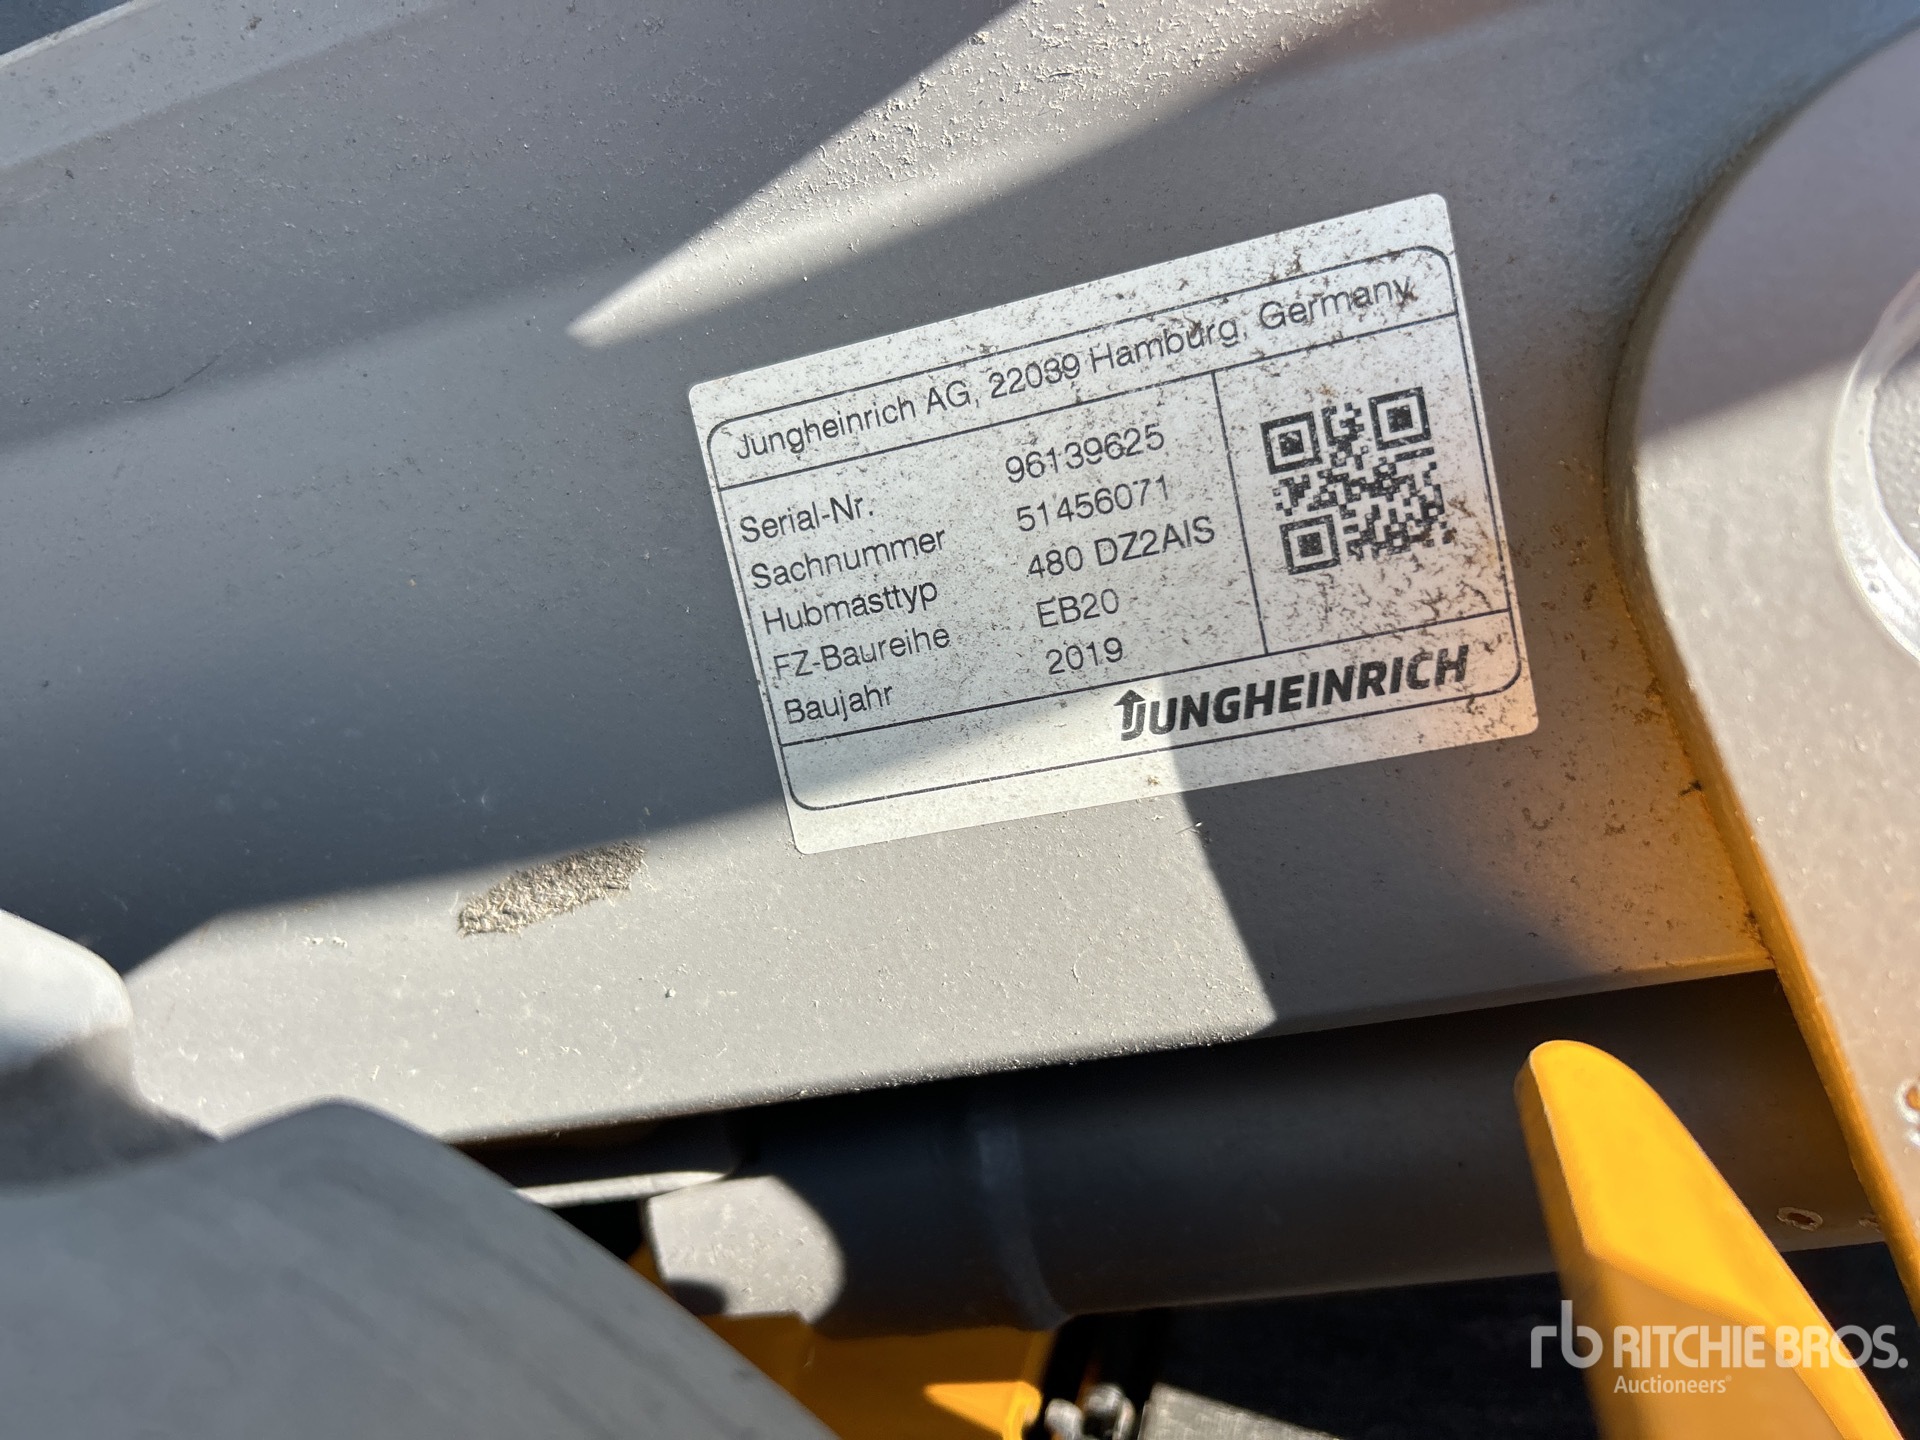 Jungheinrich AG, 22039 Hamburg, Germany
Serial-Nr. 96139625
Sachnummer 51456071
Hubmasttyp 480 DZ2AIS
FZ-Baureihe EB20
Baujahr 2019
JUNGHEINRICH
rb RITCHIE BROS.
Auctioneers®